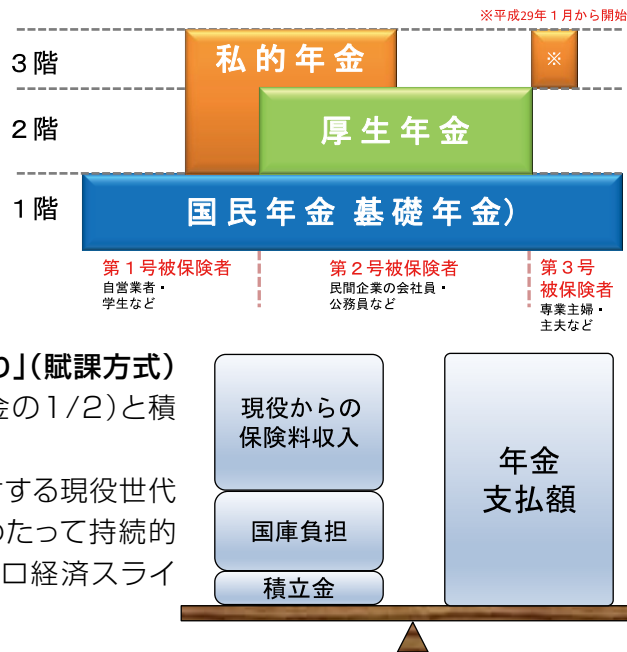 ※平成29年１月から開始
3階
私的年金
※
2階
厚生年金
1階
国民年金 基礎年金）
第１号被保険者
自営業者・
学生など
第２号被保険者
民間企業の会社員・
公務員など
第３号
被保険者
専業主婦・
主夫など
」（賦課方式）
金の1/2）と積
する現役世代
たって持続的
ロ経済スライ
現役からの
保険料収入
国庫負担
積立金
年金
支払額